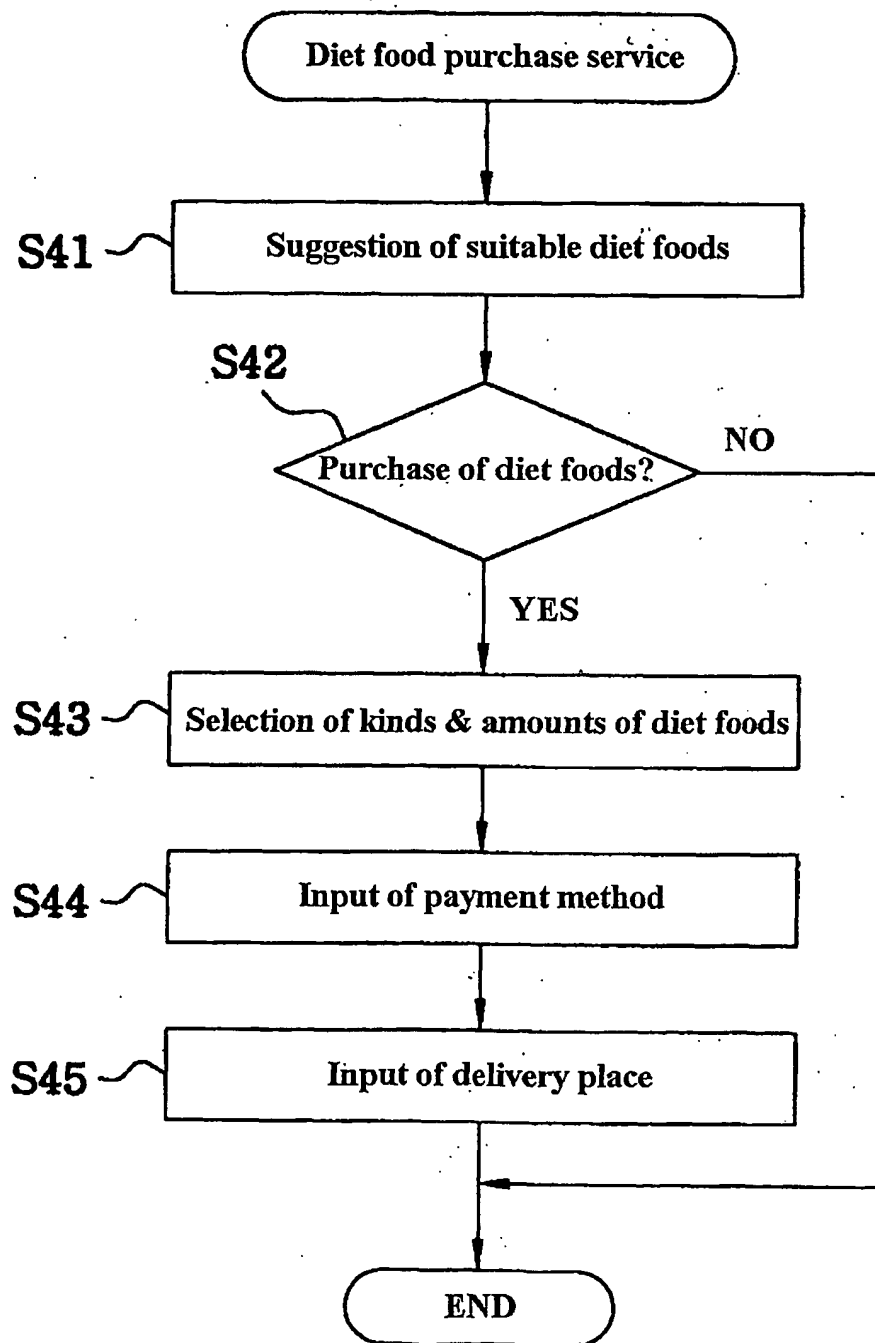 Diet food purchase service
S41
Suggestion of suitable diet foods
S42
Purchase of diet foods?
NO
YES
S43
Selection of kinds & amounts of diet foods
S44
Input of payment method
S45
Input of delivery place
END